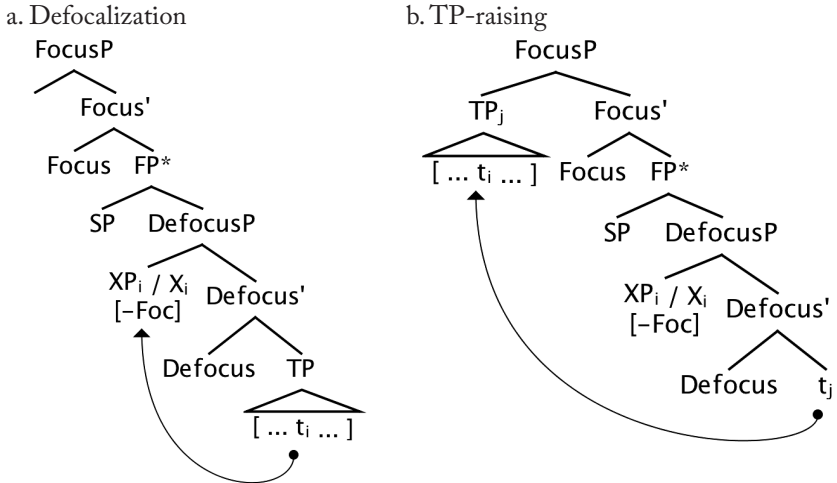 a. Defocalization
FocusP
Focus'
Focus FP*
SP DefocusP
XPi / Xi
[–Foc]
Defocus'
Defocus TP
[ ... ti ... ]
b. TP-raising
FocusP
TPj Focus'
[ ... ti ... ]
Focus FP*
SP DefocusP
XPi / Xi
[–Foc]
Defocus'
Defocus tj